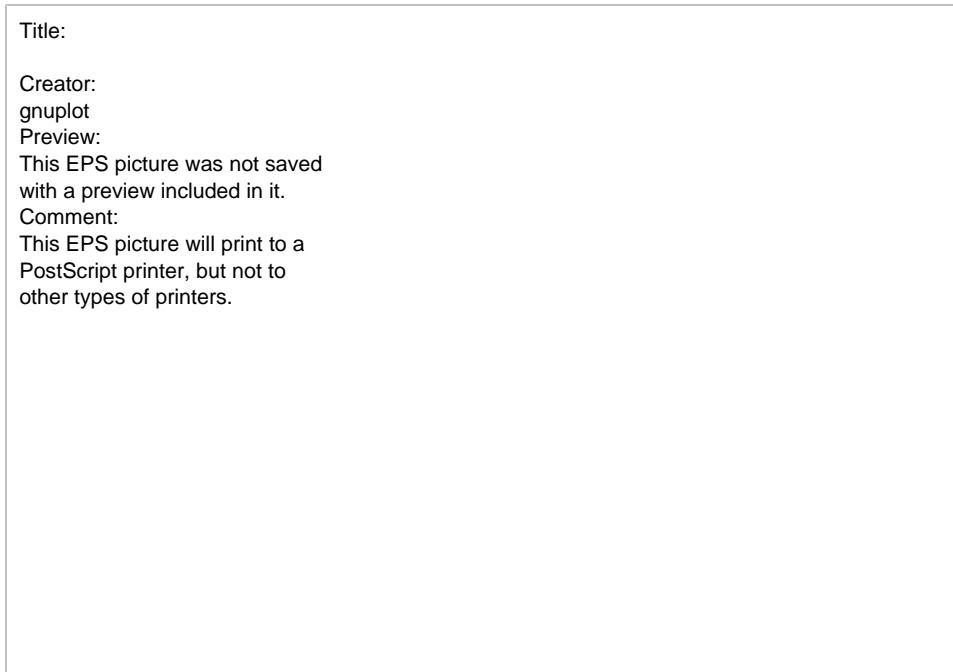 Title:
Creator:
gnuplot
Preview:
This EPS picture was not saved
with a preview included in it.
Comment:
This EPS picture will print to a
PostScript printer, but not to
other types of printers.